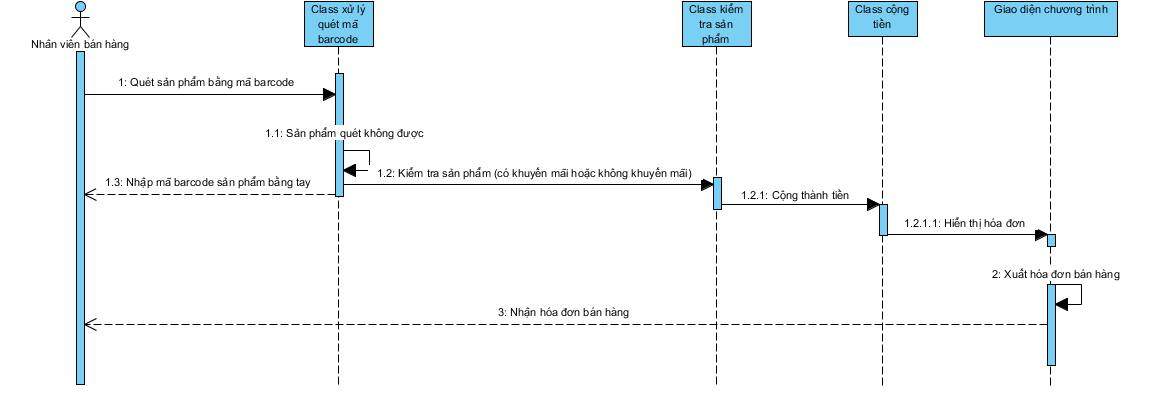 Class xử lý
quét mã
barcode
Class kiểm
tra sản
phẩm
Class cộng
tiền
Giao diện chương trình
Nhân viên bán hàng
1: Quét sản phẩm bằng mã barcode
1.1: Sản phẩm quét không được
1.2: Kiểm tra sản phẩm (có khuyến mãi hoặc không khuyến mãi)
1.3: Nhập mã barcode sản phẩm bằng tay
1.2.1: Cộng thành tiền
1.2.1.1: Hiển thị hóa đơn
2: Xuất hóa đơn bán hàng
3: Nhận hóa đơn bán hàng